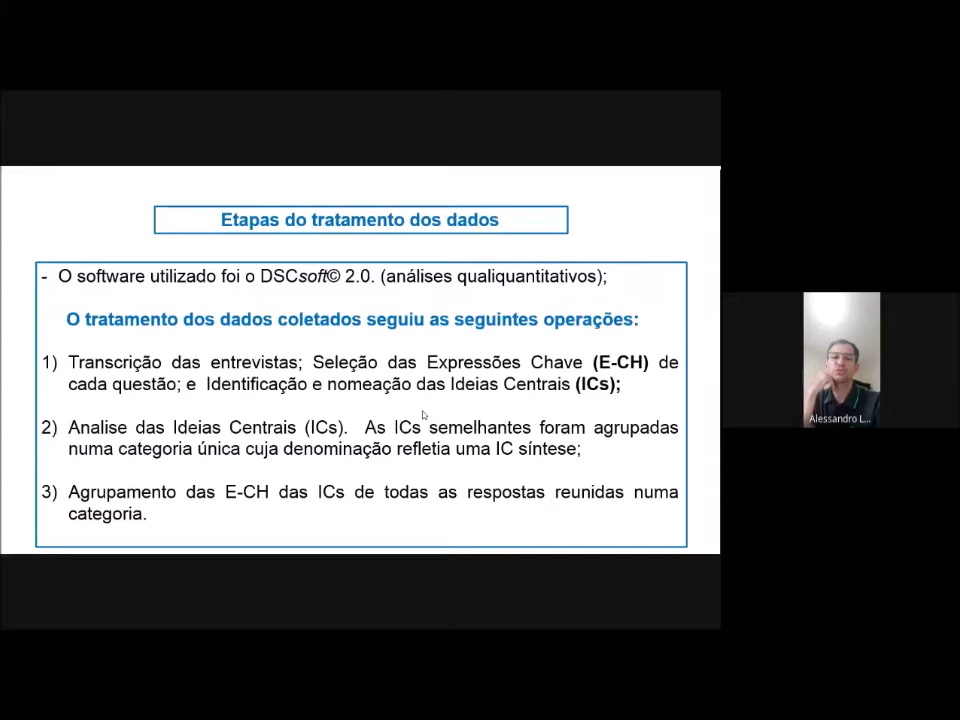 Etapas do tratamento dos dados
- O software utilizado foi o DSCsoft© 2.0. (análises qualiquantitativos);
O tratamento dos dados coletados seguiu as seguintes operações:
1) Transcrição das entrevistas; Seleção das Expressões Chave (E-CH) de
cada questão; e Identificação e nomeação das Ideias Centrais (ICs);
2) Analise das Ideias Centrais (ICs). As ICs semelhantes foram agrupadas
numa categoria única cuja denominação refletia uma IC síntese;
3) Agrupamento das E-CH das ICs de todas as respostas reunidas numa
categoria.
Alessandro L...